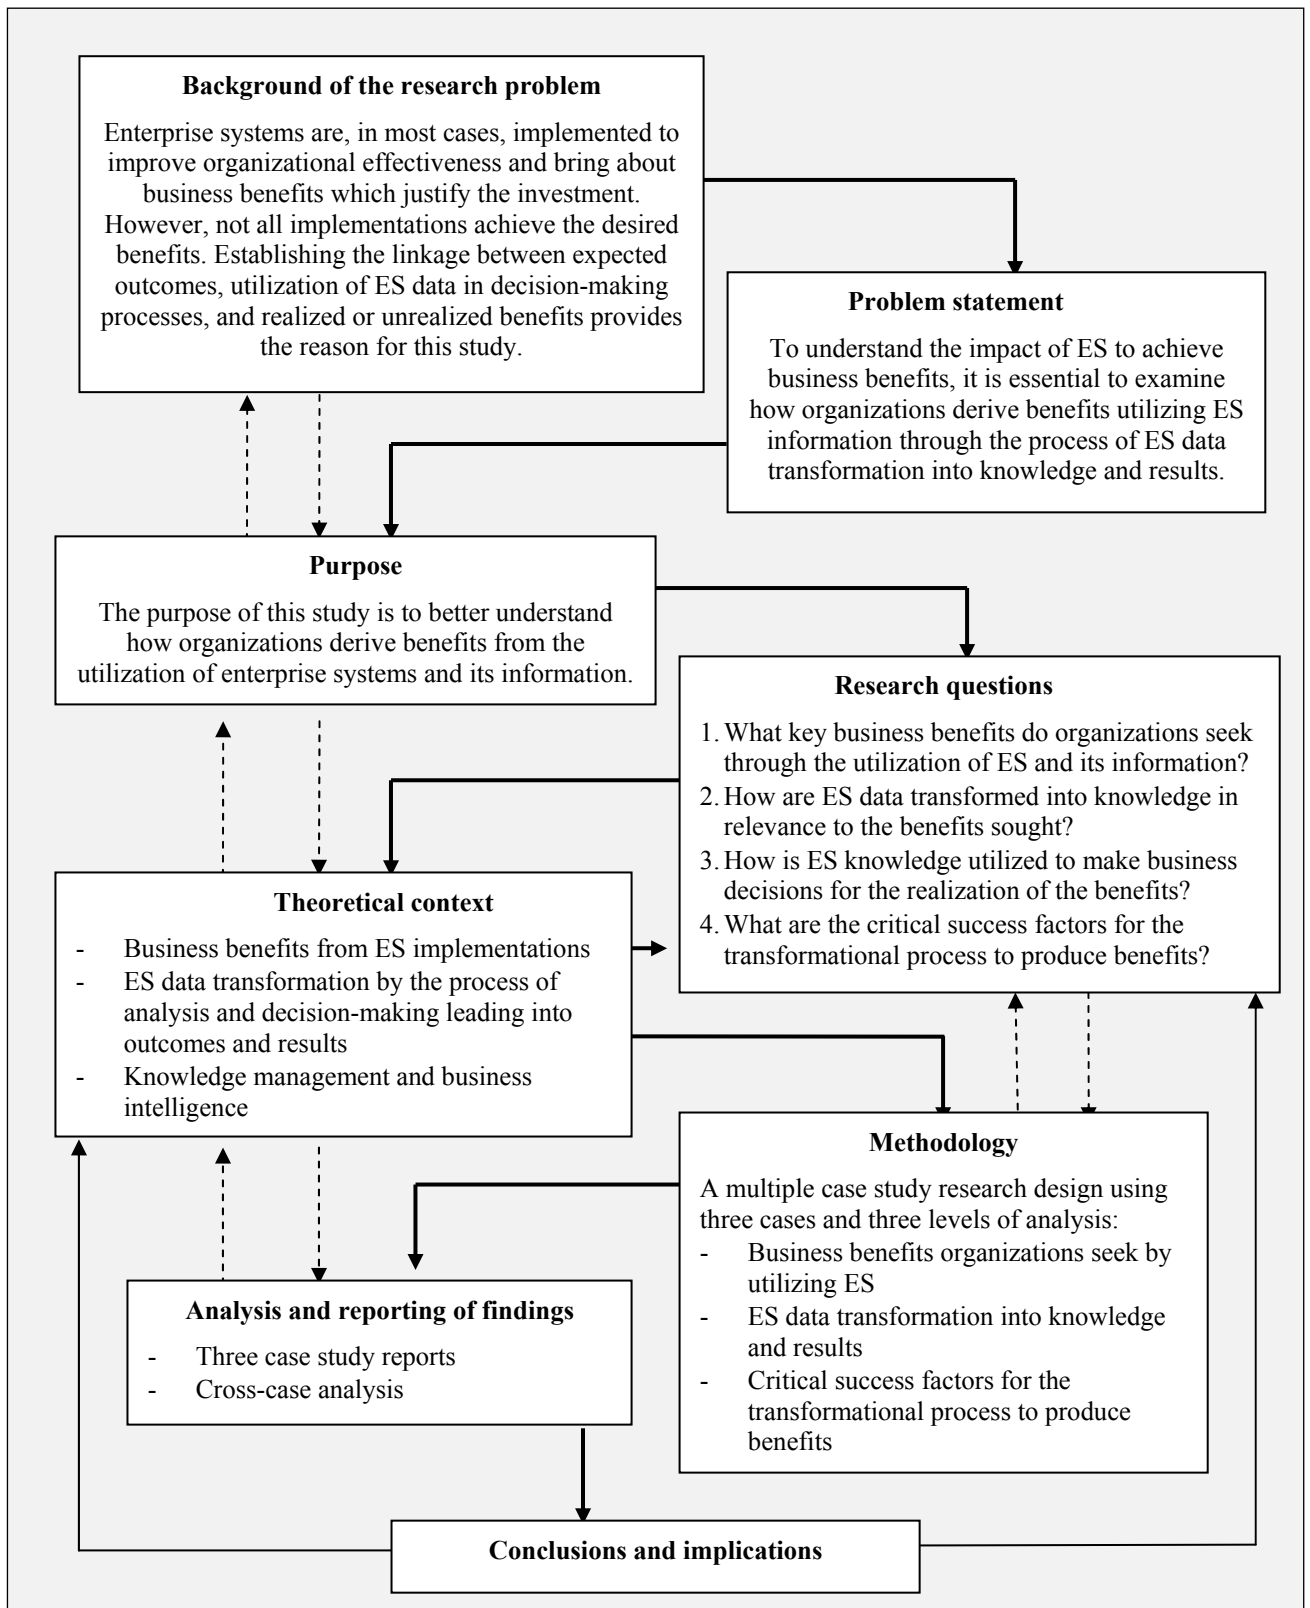 Background of the research problem
Enterprise systems are, in most cases, implemented to
improve organizational effectiveness and bring about
business benefits which justify the investment.
However, not all implementations achieve the desired
benefits. Establishing the linkage between expected
outcomes, utilization of ES data in decision-making
processes, and realized or unrealized benefits provides
the reason for this study.
Problem statement
To understand the impact of ES to achieve
business benefits, it is essential to examine
how organizations derive benefits utilizing ES
information through the process of ES data
transformation into knowledge and results.
Purpose
The purpose of this study is to better understand
how organizations derive benefits from the
utilization of enterprise systems and its information.
Research questions
1. What key business benefits do organizations seek
through the utilization of ES and its information?
2. How are ES data transformed into knowledge in
relevance to the benefits sought?
3. How is ES knowledge utilized to make business
decisions for the realization of the benefits?
4. What are the critical success factors for the
transformational process to produce benefits?
Theoretical context
- Business benefits from ES implementations
- ES data transformation by the process of
analysis and decision-making leading into
outcomes and results
- Knowledge management and business
intelligence
Methodology
A multiple case study research design using
three cases and three levels of analysis:
- Business benefits organizations seek by
utilizing ES
- ES data transformation into knowledge
and results
- Critical success factors for the
transformational process to produce
benefits
Analysis and reporting of findings
- Three case study reports
- Cross-case analysis
Conclusions and implications